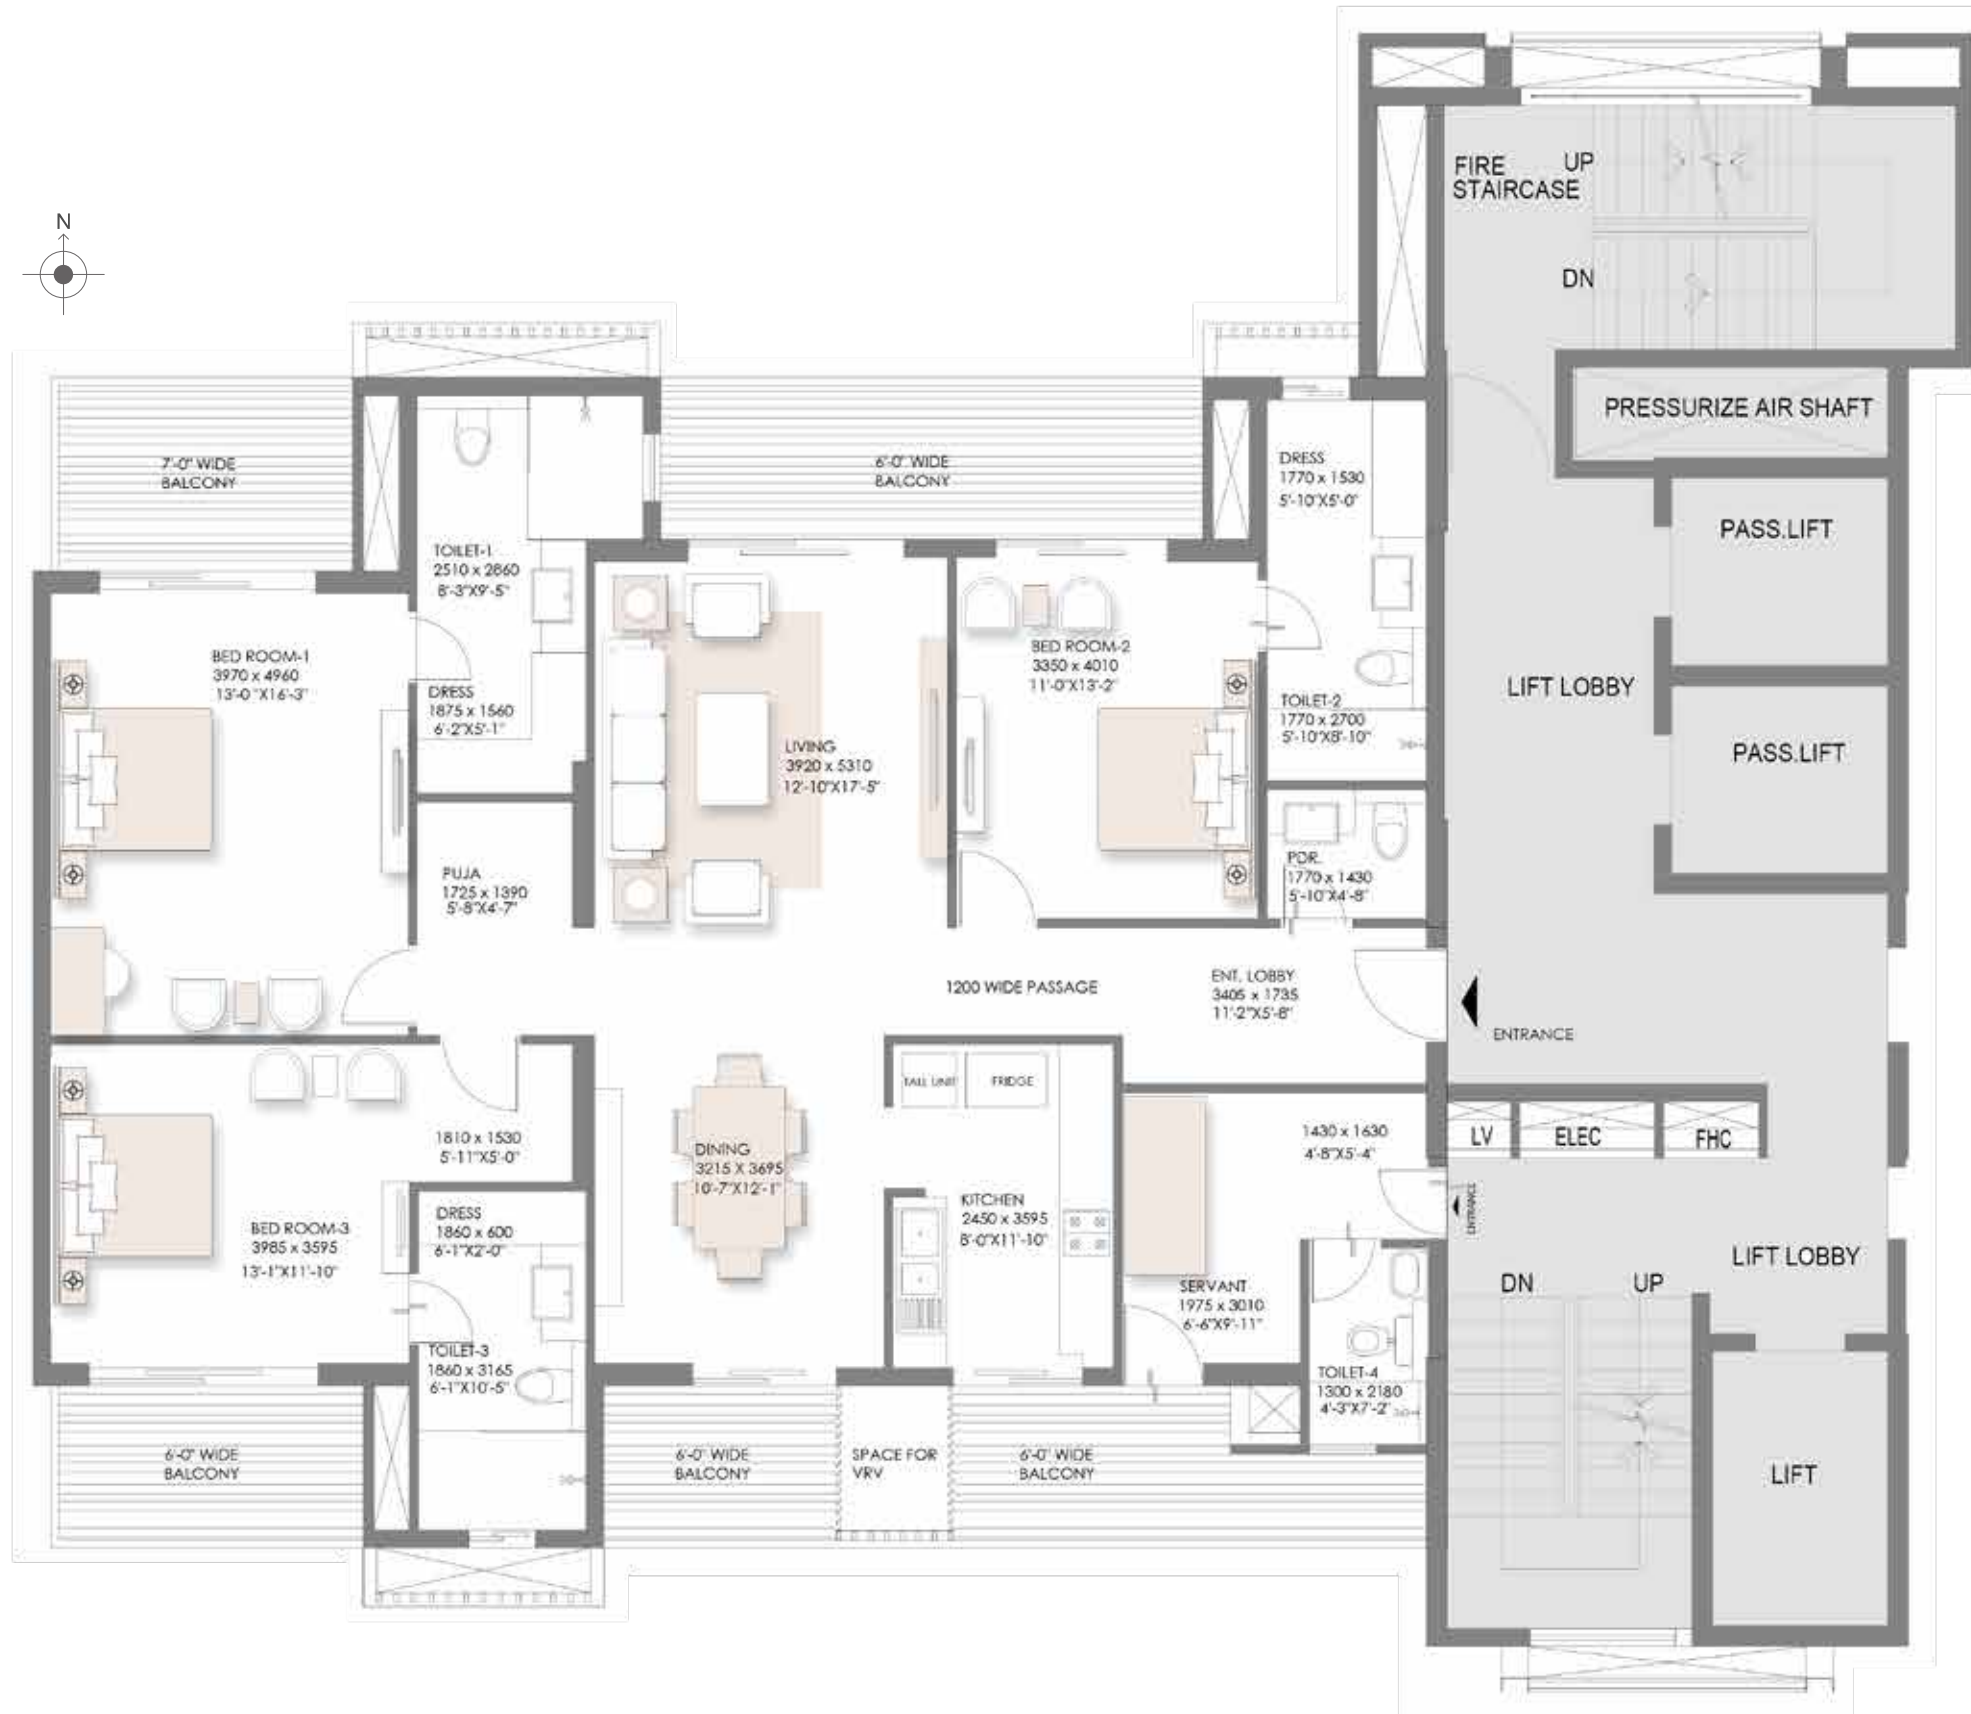 N
FIRE UP
STAIRCASE
DN
PRESSURIZE AIR SHAFT
PASS.LIFT
LIFT LOBBY
PASS.LIFT
7'-0" WIDE
BALCONY
6'-0" WIDE
BALCONY
DRESS
1770 x 1530
5'-10"X5'-0"
TOILET-1
2510 x 2860
8'-3"X9'-5"
BED ROOM-1
3970 x 4960
13'-0 "X16'-3"
DRESS
1875 x 1560
6'-2"X5'-1"
BED ROOM-2
3350 x 4010
11'-0"X13'-2"
TOILET-2
1770 x 2700
5'-10"X8'-10"
LIVING
3920 x 5310
12'-10"X17'-5"
PUJA
1725 x 1390
5'-8"X4'-7"
PDR.
1770 x 1430
5'-10"X4'-8"
1200 WIDE PASSAGE
ENT. LOBBY
3405 x 1735
11'-2"X5'-8"
ENTRANCE
TALL UNIT
FRIDGE
1810 x 1530
5'-11"X5'-0"
DINING
3215 X 3695
10'-7"X12'-1"
KITCHEN
2450 x 3595
8'-0"X11'-10"
1430 x 1630
4'-8"X5'-4"
LV
ELEC
FHC
ENTRANCE
DRESS
1860 x 600
6'-1"X2'-0"
BED ROOM-3
3985 x 3595
13'-1"X11'-10"
SERVANT
1975 x 3010
6'-6"X9'-11"
LIFT LOBBY
DN
UP
TOILET-3
1860 x 3165
6'-1"X10'-5"
TOILET-4
1300 x 2180
4'-3"X7'-2"
6'-0" WIDE
BALCONY
6'-0" WIDE
BALCONY
SPACE FOR
VRV
6'-0" WIDE
BALCONY
LIFT